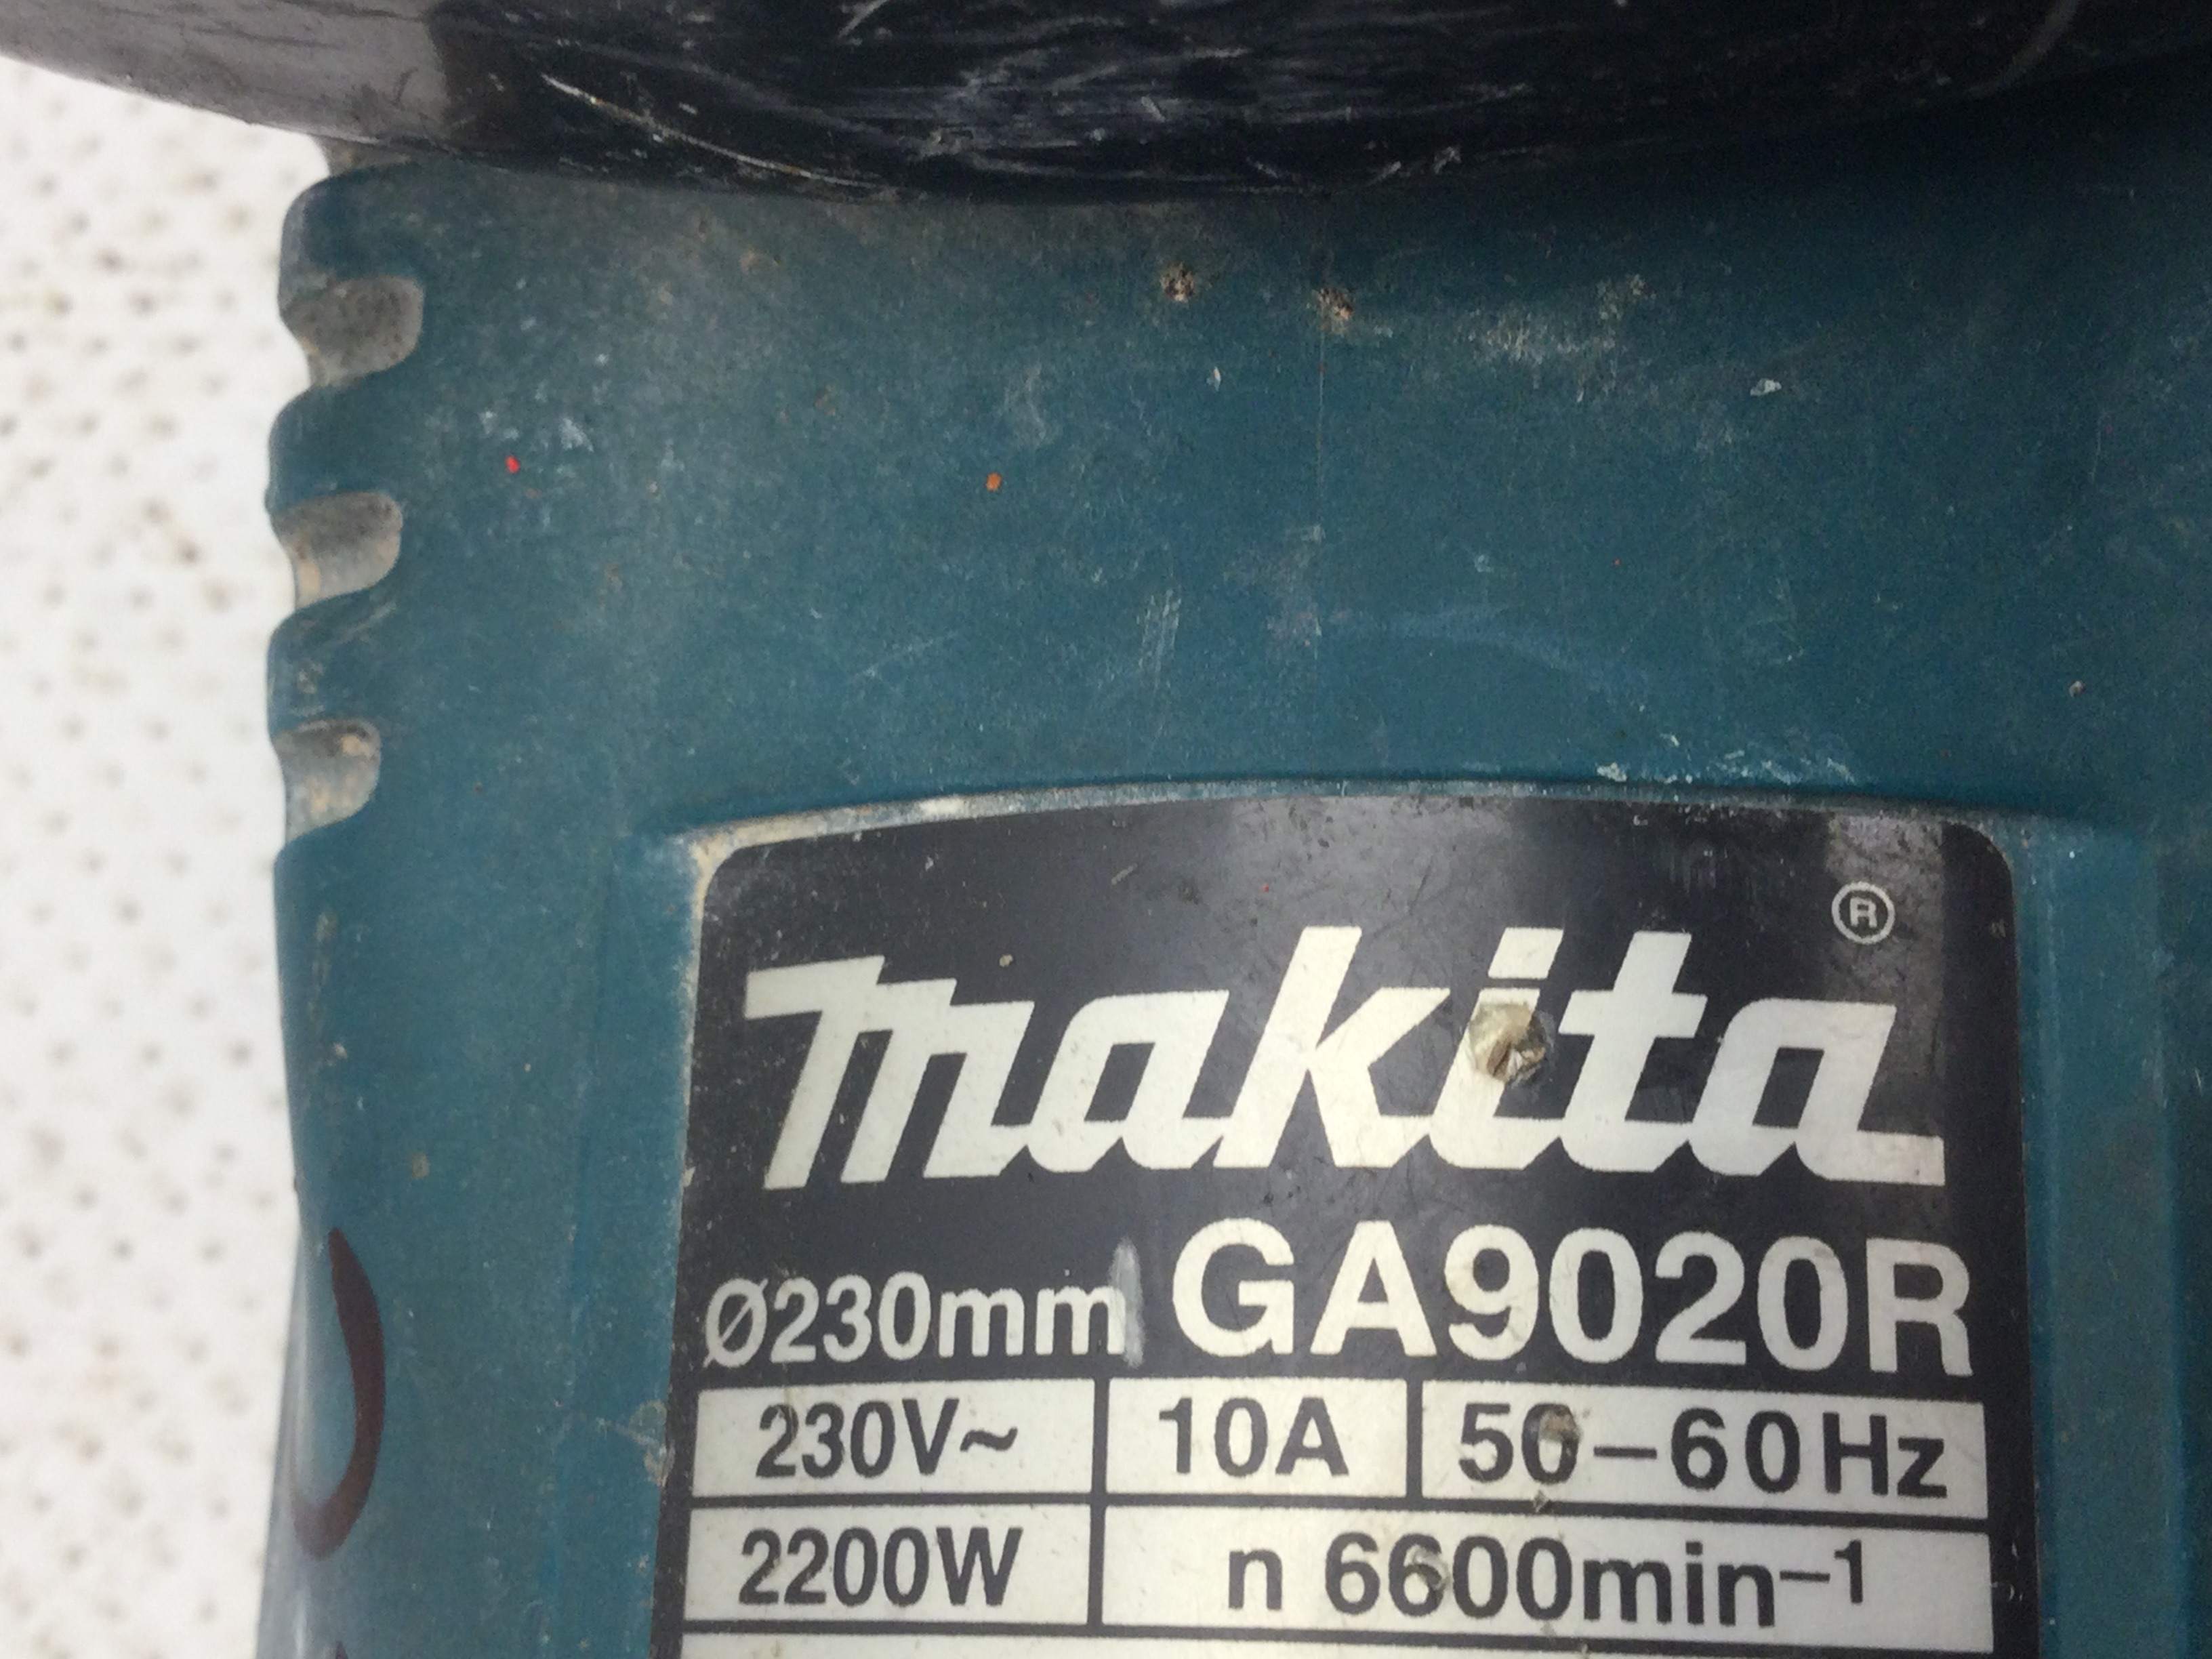 makita®
Ø230mm GA9020R
230V~ 10A 50-60Hz
2200W n 6600min⁻¹